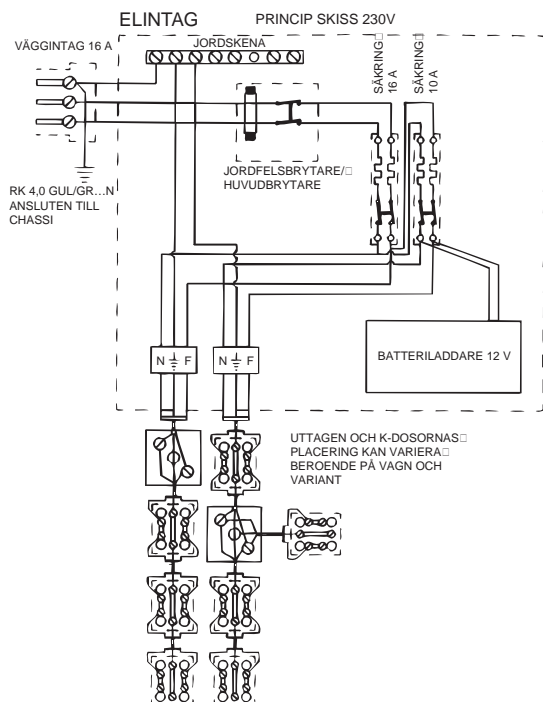 ELINTAG
PRINCIP SKISS 230V
VÄGGINTAG 16 A
JORDSKENA
SÄKRING□
16 A
SÄKRING□
10 A
JORDFELSBRYTARE/□
HUVUDBRYTARE
RK 4,0 GUL/GR...N
ANSLUTEN TILL
CHASSI
BATTERILADDARE 12 V
N ⏚ F
N ⏚ F
UTTAGEN OCH K-DOSORNAS□
PLACERING KAN VARIERA□
BEROENDE PÅ VAGN OCH
VARIANT